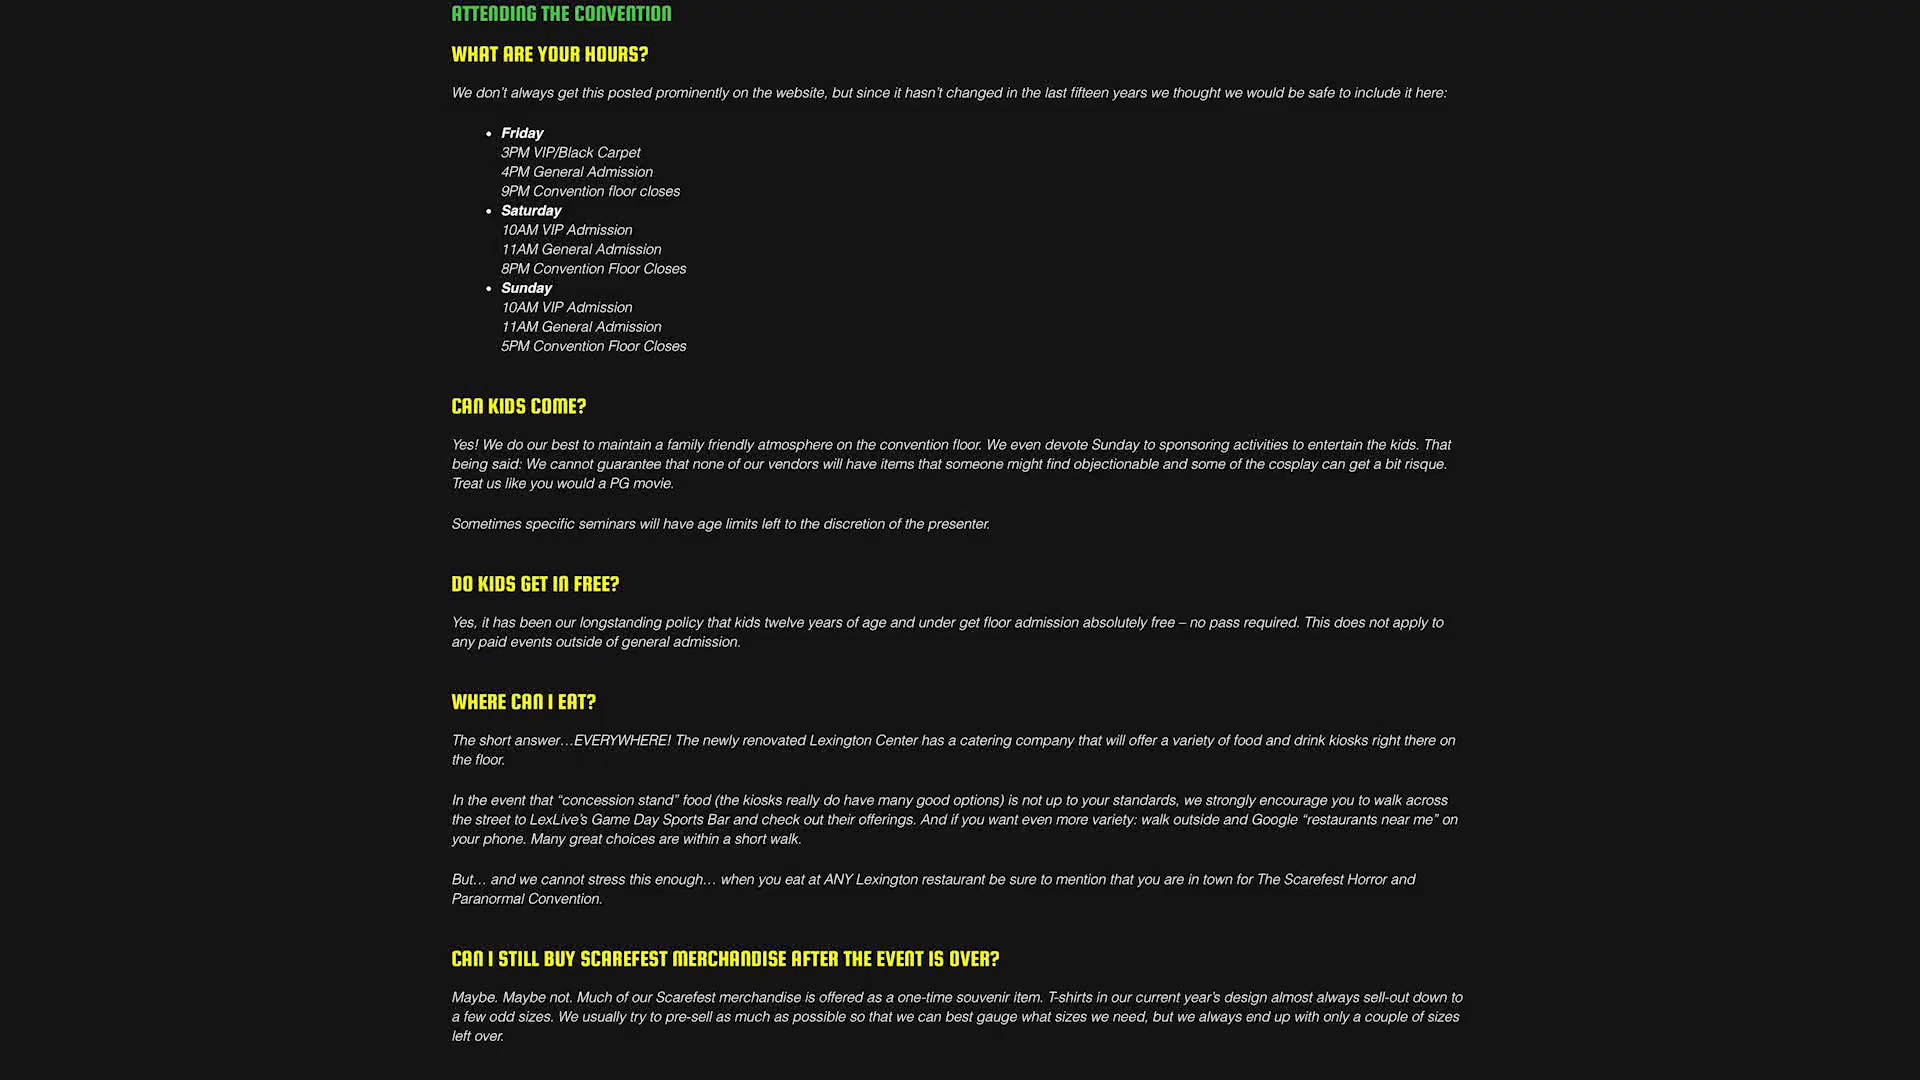 ATTENDING THE CONVENTION
WHAT ARE YOUR HOURS?
We don't always get this posted prominently on the website, but since it hasn't changed in the last fifteen years we thought we would be safe to include it here:
• Friday
3PM VIP/Black Carpet
4PM General Admission
9PM Convention floor closes
• Saturday
10AM VIP Admission
11AM General Admission
8PM Convention Floor Closes
• Sunday
10AM VIP Admission
11AM General Admission
5PM Convention Floor Closes
CAN KIDS COME?
Yes! We do our best to maintain a family friendly atmosphere on the convention floor. We even devote Sunday to sponsoring activities to entertain the kids. That
being said: We cannot guarantee that none of our vendors will have items that someone might find objectionable and some of the cosplay can get a bit risque.
Treat us like you would a PG movie.
Sometimes specific seminars will have age limits left to the discretion of the presenter.
DO KIDS GET IN FREE?
Yes, it has been our longstanding policy that kids twelve years of age and under get floor admission absolutely free – no pass required. This does not apply to
any paid events outside of general admission.
WHERE CAN I EAT?
The short answer…EVERYWHERE! The newly renovated Lexington Center has a catering company that will offer a variety of food and drink kiosks right there on
the floor.
In the event that “concession stand” food (the kiosks really do have many good options) is not up to your standards, we strongly encourage you to walk across
the street to LexLive's Game Day Sports Bar and check out their offerings. And if you want even more variety: walk outside and Google “restaurants near me” on
your phone. Many great choices are within a short walk.
But… and we cannot stress this enough… when you eat at ANY Lexington restaurant be sure to mention that you are in town for The Scarefest Horror and
Paranormal Convention.
CAN I STILL BUY SCAREFEST MERCHANDISE AFTER THE EVENT IS OVER?
Maybe. Maybe not. Much of our Scarefest merchandise is offered as a one-time souvenir item. T-shirts in our current year's design almost always sell-out down to
a few odd sizes. We usually try to pre-sell as much as possible so that we can best gauge what sizes we need, but we always end up with only a couple of sizes
left over.